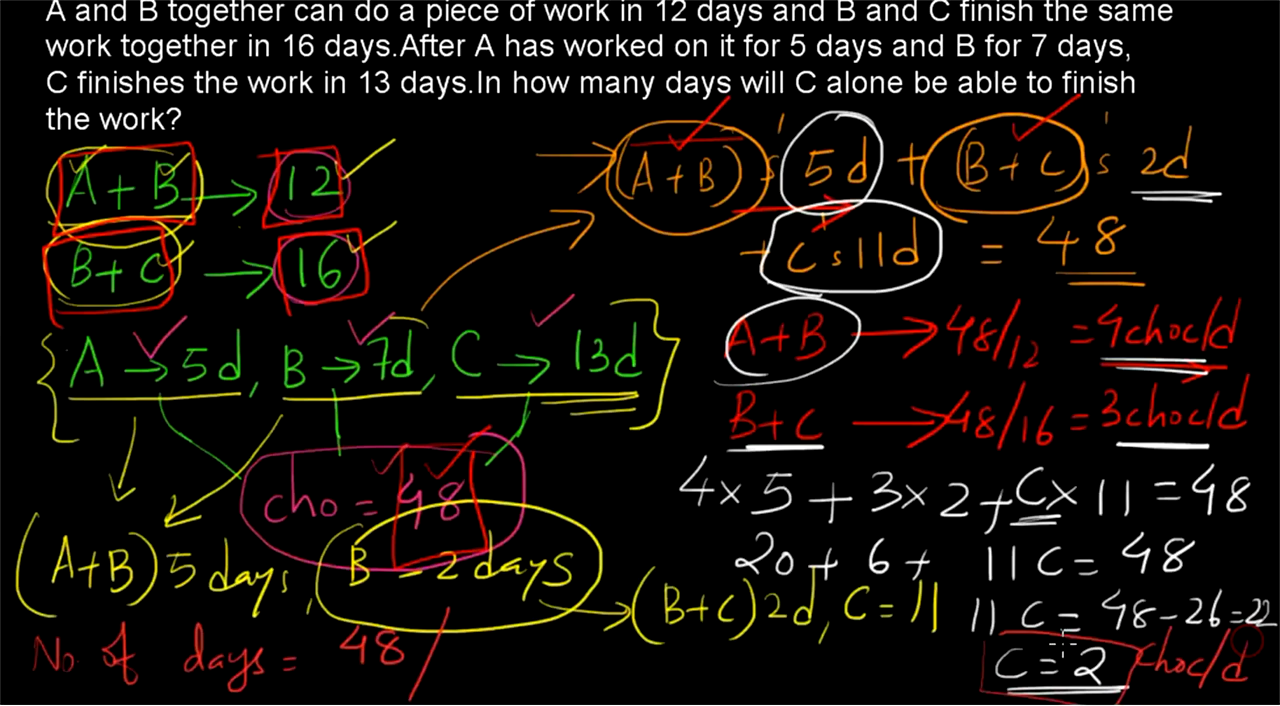 A and B together can do a piece of work in 12 days and B and C finish the same
work together in 16 days.After A has worked on it for 5 days and B for 7 days,
C finishes the work in 13 days.In how many days will C alone be able to finish
the work?
A + B → 12
B + C → 16
A → 5d, B → 7d, C → 13d
cho = 48
(A+B) 5 days, (B - 2 days)
→ (B+C) 2d, C = 11
No of days = 48/
→ (A+B)'s 5d + (B+C)'s 2d
+ C's 11d = 48
A+B → 48/12 = 4choc/d
B+C → 48/16 = 3choc/d
4 × 5 + 3 × 2 + C × 11 = 48
20 + 6 + 11 C = 48
11 C = 48 - 26 = 22
C = 2 choc/d